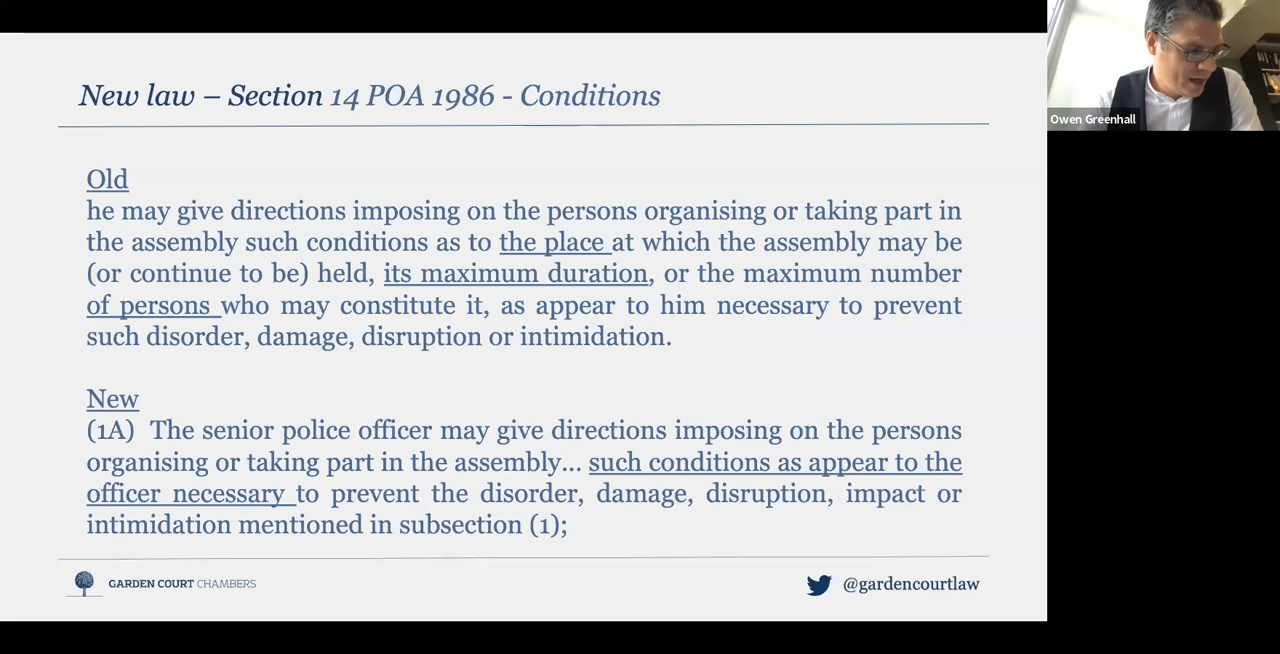 New law – Section 14 POA 1986 - Conditions
Owen Greenhall
Old
he may give directions imposing on the persons organising or taking part in
the assembly such conditions as to the place at which the assembly may be
(or continue to be) held, its maximum duration, or the maximum number
of persons who may constitute it, as appear to him necessary to prevent
such disorder, damage, disruption or intimidation.
New
(1A) The senior police officer may give directions imposing on the persons
organising or taking part in the assembly... such conditions as appear to the
officer necessary to prevent the disorder, damage, disruption, impact or
intimidation mentioned in subsection (1);
GARDEN COURT CHAMBERS
@gardencourtlaw